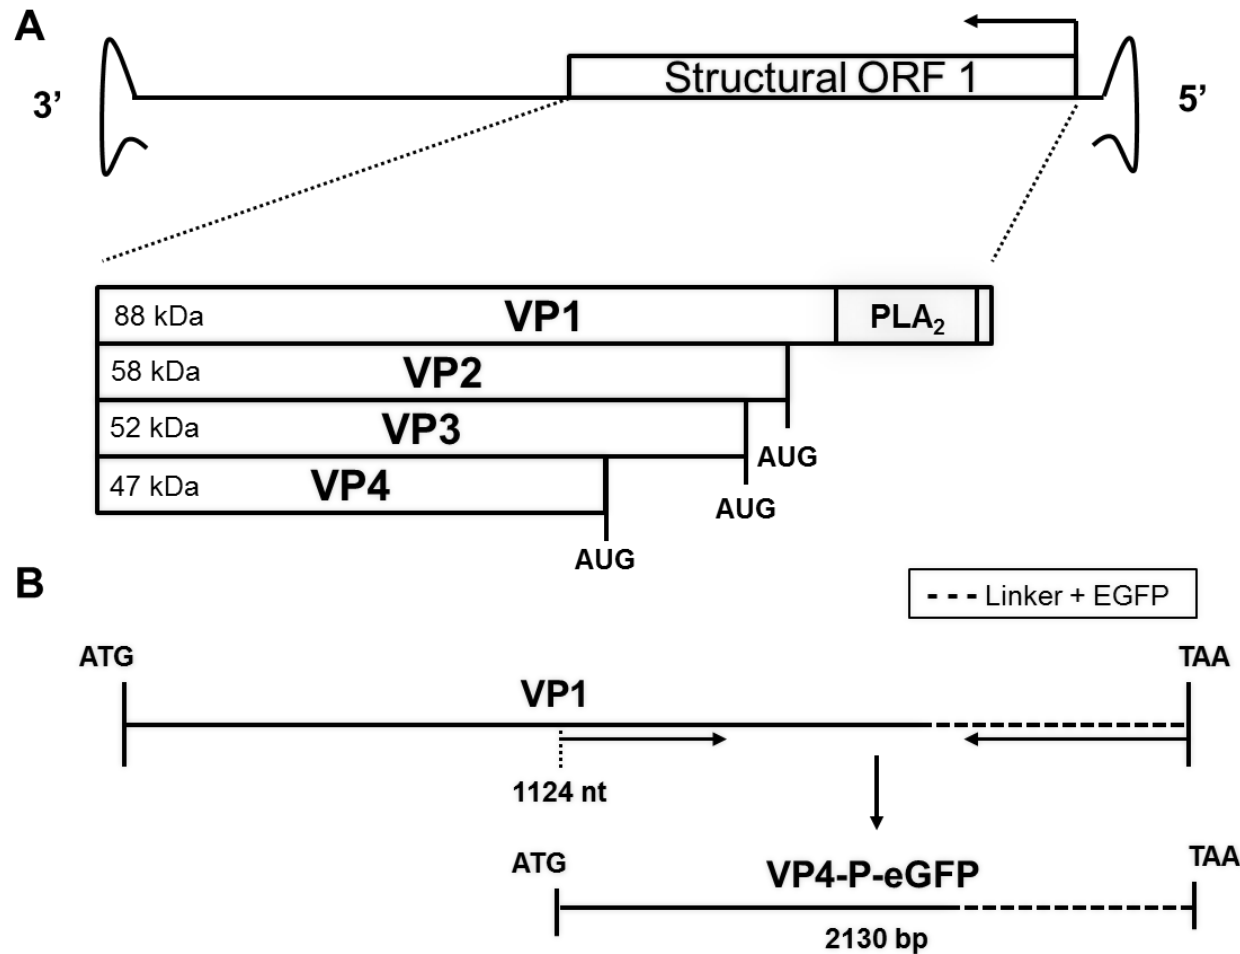 A
Structural ORF 1
3’
5’
88 kDa
VP1
PLA2
58 kDa
VP2
52 kDa
VP3
AUG
47 kDa
VP4
AUG
AUG
B
Linker + EGFP
ATG
TAA
VP1
1124 nt
ATG
VP4-P-eGFP
TAA
2130 bp